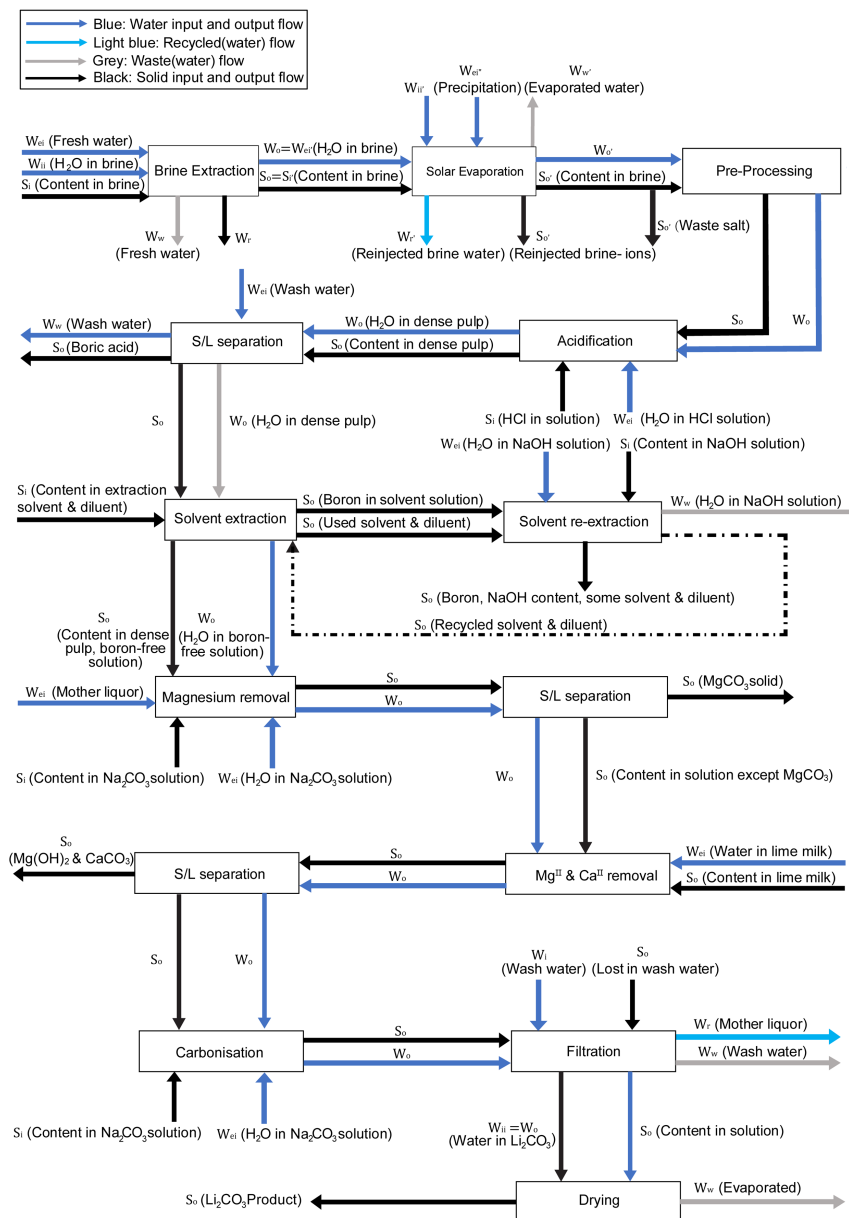 Blue: Water input and output flow
Light blue: Recycled(water) flow
Grey: Waste(water) flow
Black: Solid input and output flow
Wei" Ww'
Wii' (Precipitation) (Evaporated water)
Wei (Fresh water)
Wii (H₂O in brine)
Si (Content in brine)
Brine Extraction
Wo=Wei'(H₂O in brine)
So=Si'(Content in brine)
Solar Evaporation
Wo'
So' (Content in brine)
Pre-Processing
Ww
(Fresh water)
Wr
Wr'
(Reinjected brine water)
So'
(Reinjected brine- ions)
So' (Waste salt)
Wei (Wash water)
Ww (Wash water)
So (Boric acid)
S/L separation
Wo (H₂O in dense pulp)
So (Content in dense pulp)
Acidification
So
Wo
So
Wo (H₂O in dense pulp)
Si (HCl in solution)
Wei (H₂O in HCl solution)
Wei (H₂O in NaOH solution)
Si (Content in NaOH solution)
Si (Content in extraction
solvent & diluent)
Solvent extraction
So (Boron in solvent solution)
So (Used solvent & diluent)
Solvent re-extraction
Ww (H₂O in NaOH solution)
So (Boron, NaOH content, some solvent & diluent)
So (Recycled solvent & diluent)
So
(Content in dense
pulp, boron-free
solution)
Wo
(H₂O in boron-
free solution)
Wei (Mother liquor)
Magnesium removal
So
Wo
S/L separation
So (MgCO₃ solid)
Si (Content in Na₂CO₃ solution)
Wei (H₂O in Na₂CO₃ solution)
Wo
So (Content in solution except MgCO₃)
So
(Mg(OH)₂ & CaCO₃)
S/L separation
So
Wo
Mgᴵᴵ & Caᴵᴵ removal
Wei (Water in lime milk)
So (Content in lime milk)
So
Wo
Wi
(Wash water)
So
(Lost in wash water)
Carbonisation
So
Wo
Filtration
Wr (Mother liquor)
Ww (Wash water)
Si (Content in Na₂CO₃ solution)
Wei (H₂O in Na₂CO₃ solution)
Wii =Wo
(Water in Li₂CO₃)
So (Content in solution)
So (Li₂CO₃ Product)
Drying
Ww (Evaporated)